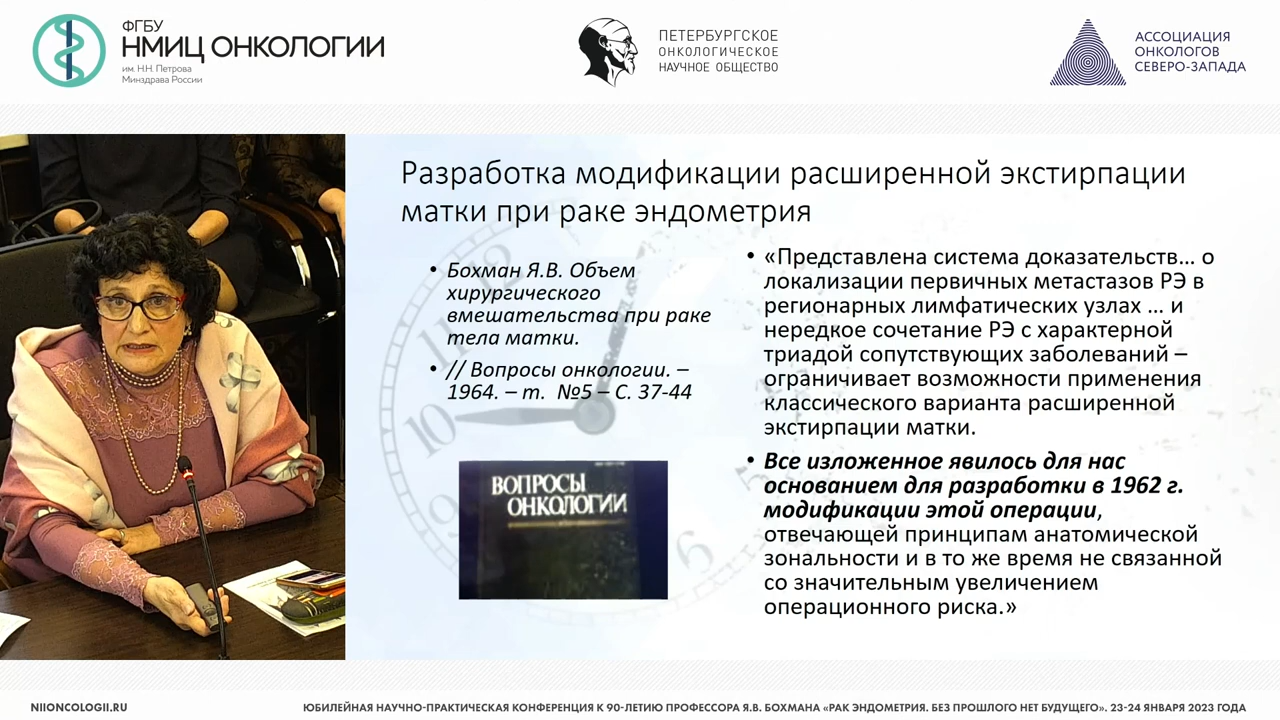 ФГБУ
НМИЦ ОНКОЛОГИИ
им. Н.Н. Петрова
Минздрава России
ПЕТЕРБУРГСКОЕ
ОНКОЛОГИЧЕСКОЕ
НАУЧНОЕ ОБЩЕСТВО
АССОЦИАЦИЯ
ОНКОЛОГОВ
СЕВЕРО-ЗАПАДА
Разработка модификации расширенной экстирпации
матки при раке эндометрия
• Бохман Я.В. Объем
хирургического
вмешательства при раке
тела матки.
• // Вопросы онкологии. –
1964. – т. №5 – С. 37-44
ВОПРОСЫ
ОНКОЛОГИИ
• «Представлена система доказательств... о
локализации первичных метастазов РЭ в
регионарных лимфатических узлах ... и
нередкое сочетание РЭ с характерной
триадой сопутствующих заболеваний –
ограничивает возможности применения
классического варианта расширенной
экстирпации матки.
• Все изложенное явилось для нас
основанием для разработки в 1962 г.
модификации этой операции,
отвечающей принципам анатомической
зональности и в то же время не связанной
со значительным увеличением
операционного риска.»
12
11
10
9
6
NIIONCOLOGII.RU
ЮБИЛЕЙНАЯ НАУЧНО-ПРАКТИЧЕСКАЯ КОНФЕРЕНЦИЯ К 90-ЛЕТИЮ ПРОФЕССОРА Я.В. БОХМАНА «РАК ЭНДОМЕТРИЯ. БЕЗ ПРОШЛОГО НЕТ БУДУЩЕГО». 23-24 ЯНВАРЯ 2023 ГОДА